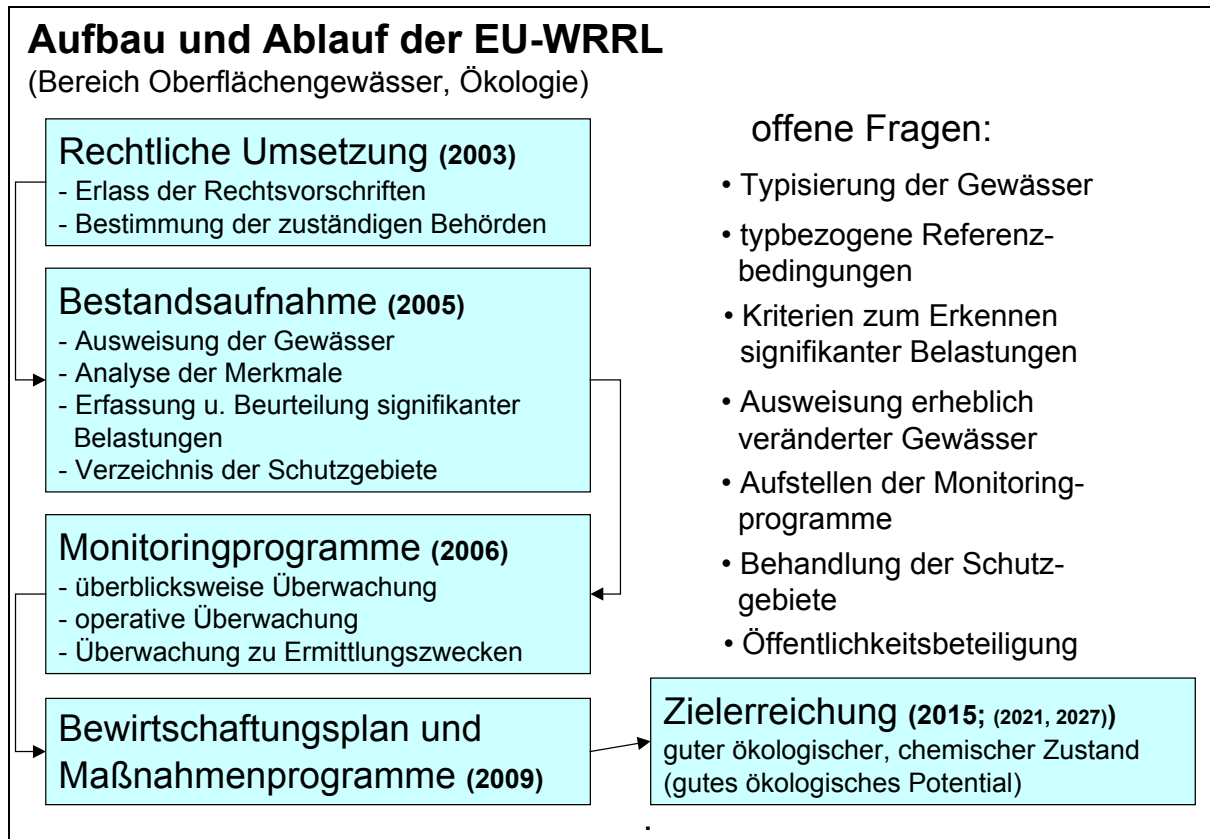 Aufbau und Ablauf der EU-WRRL
(Bereich Oberflächengewässer, Ökologie)
Rechtliche Umsetzung (2003)
- Erlass der Rechtsvorschriften
- Bestimmung der zuständigen Behörden
Bestandsaufnahme (2005)
- Ausweisung der Gewässer
- Analyse der Merkmale
- Erfassung u. Beurteilung signifikanter
Belastungen
- Verzeichnis der Schutzgebiete
Monitoringprogramme (2006)
- überblicksweise Überwachung
- operative Überwachung
- Überwachung zu Ermittlungszwecken
Bewirtschaftungsplan und
Maßnahmenprogramme (2009)
offene Fragen:
• Typisierung der Gewässer
• typbezogene Referenz-
bedingungen
• Kriterien zum Erkennen
signifikanter Belastungen
• Ausweisung erheblich
veränderter Gewässer
• Aufstellen der Monitoring-
programme
• Behandlung der Schutz-
gebiete
• Öffentlichkeitsbeteiligung
Zielerreichung (2015; (2021, 2027))
guter ökologischer, chemischer Zustand
(gutes ökologisches Potential)
.